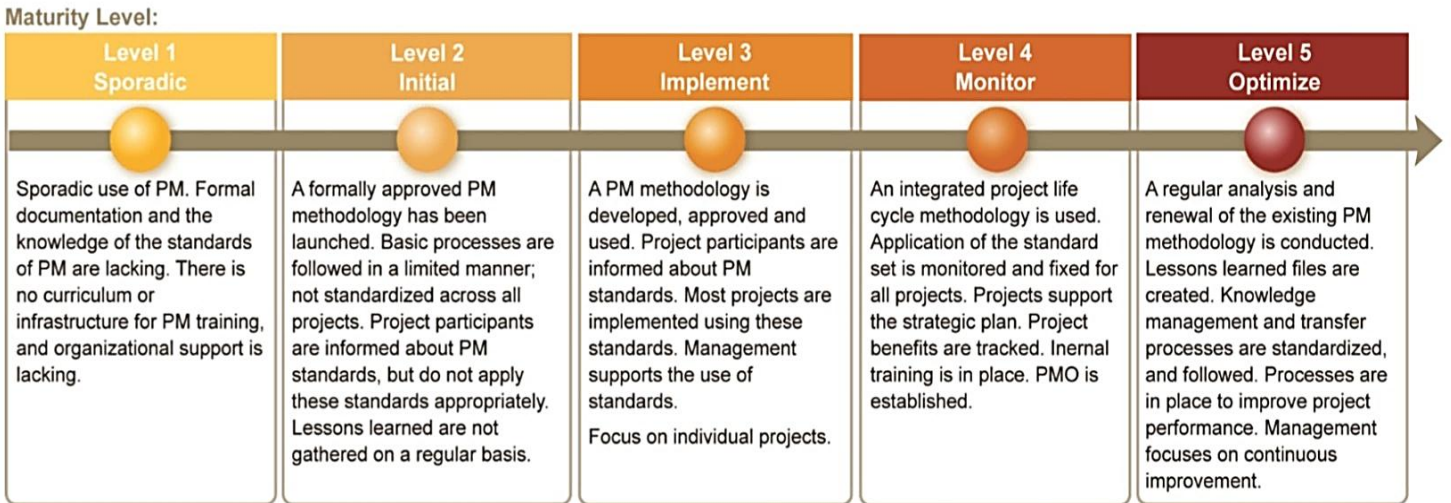 Maturity Level:
Level 1
Sporadic
Sporadic use of PM. Formal
documentation and the
knowledge of the standards
of PM are lacking. There is
no curriculum or
infrastructure for PM training,
and organizational support is
lacking.
Level 2
Initial
A formally approved PM
methodology has been
launched. Basic processes are
followed in a limited manner;
not standardized across all
projects. Project participants
are informed about PM
standards, but do not apply
these standards appropriately.
Lessons learned are not
gathered on a regular basis.
Level 3
Implement
A PM methodology is
developed, approved and
used. Project participants are
informed about PM
standards. Most projects are
implemented using these
standards. Management
supports the use of
standards.
Focus on individual projects.
Level 4
Monitor
An integrated project life
cycle methodology is used.
Application of the standard
set is monitored and fixed for
all projects. Projects support
the strategic plan. Project
benefits are tracked. Inernal
training is in place. PMO is
established.
Level 5
Optimize
A regular analysis and
renewal of the existing PM
methodology is conducted.
Lessons learned files are
created. Knowledge
management and transfer
processes are standardized,
and followed. Processes are
in place to improve project
performance. Management
focuses on continuous
improvement.